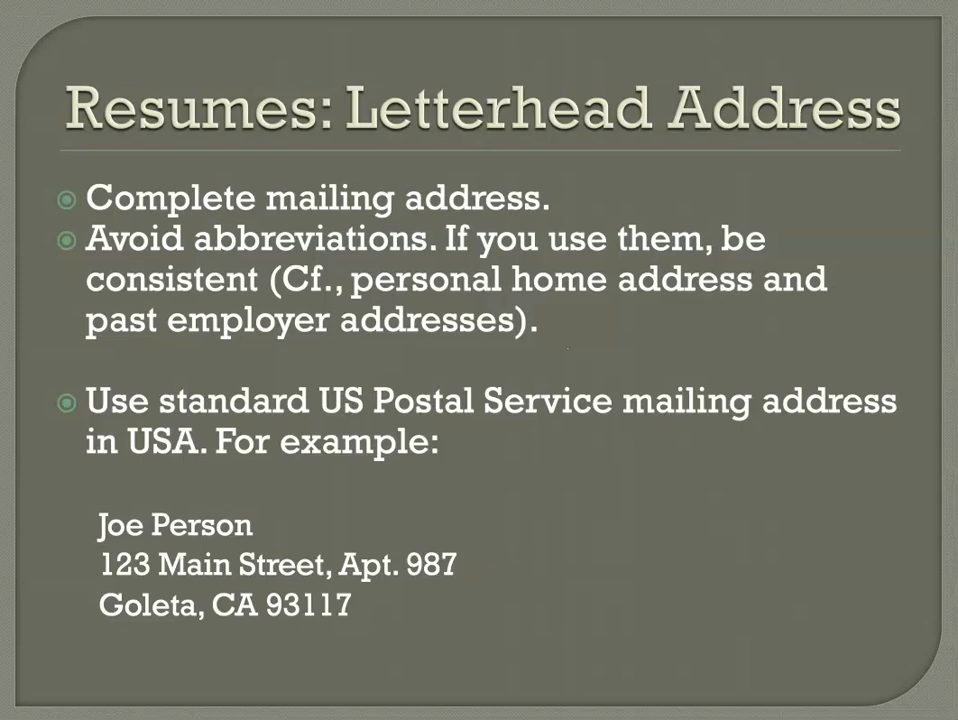 Resumes: Letterhead Address
Complete mailing address.
Avoid abbreviations. If you use them, be
consistent (Cf., personal home address and
past employer addresses).
Use standard US Postal Service mailing address
in USA. For example:
Joe Person
123 Main Street, Apt. 987
Goleta, CA 93117